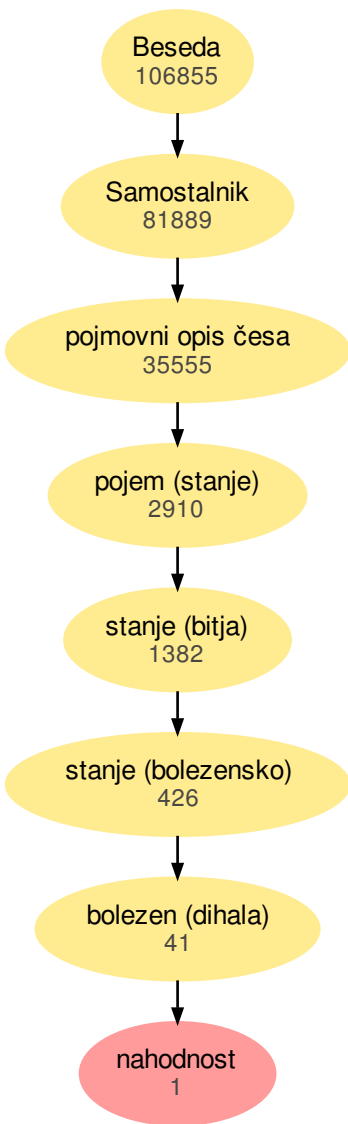 Beseda
106855
Samostalnik
81889
pojmovni opis česa
35555
pojem (stanje)
2910
stanje (bitja)
1382
stanje (bolezensko)
426
bolezen (dihala)
41
nahodnost
1